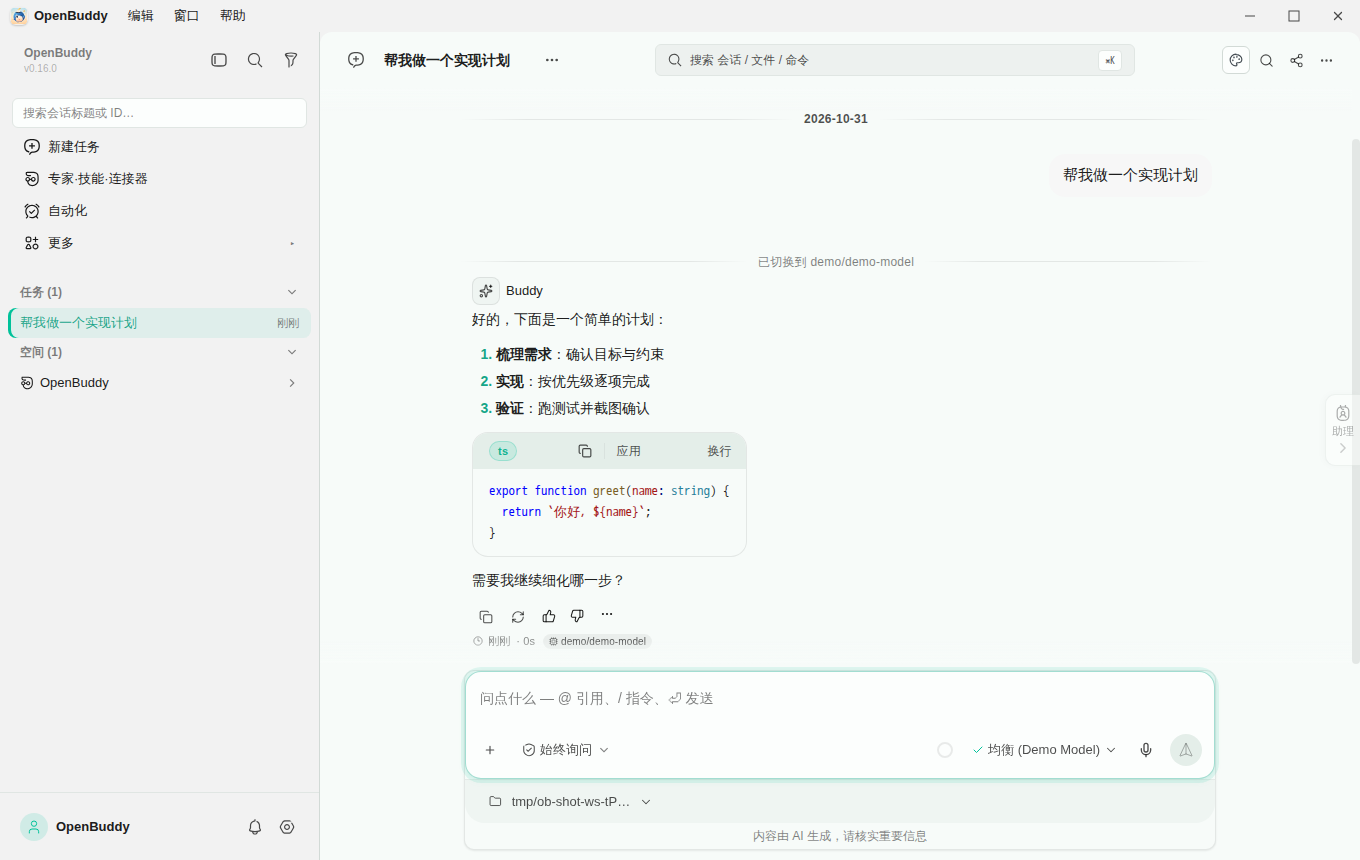 OpenBuddy 编辑 窗口 帮助
OpenBuddy
v0.16.0
搜索会话标题或 ID…
新建任务
专家·技能·连接器
自动化
更多
任务 (1)
帮我做一个实现计划 刚刚
空间 (1)
OpenBuddy
OpenBuddy
帮我做一个实现计划
搜索 会话 / 文件 / 命令 ⌘K
2026-10-31
帮我做一个实现计划
已切换到 demo/demo-model
Buddy
好的，下面是一个简单的计划：
1. 梳理需求：确认目标与约束
2. 实现：按优先级逐项完成
3. 验证：跑测试并截图确认
ts 应用 换行
export function greet(name: string) {
  return `你好, ${name}`;
}
需要我继续细化哪一步？
刚刚 · 0s demo/demo-model
助理
问点什么 — @ 引用、/ 指令、⏎ 发送
始终询问 均衡 (Demo Model)
tmp/ob-shot-ws-tP…
内容由 AI 生成，请核实重要信息